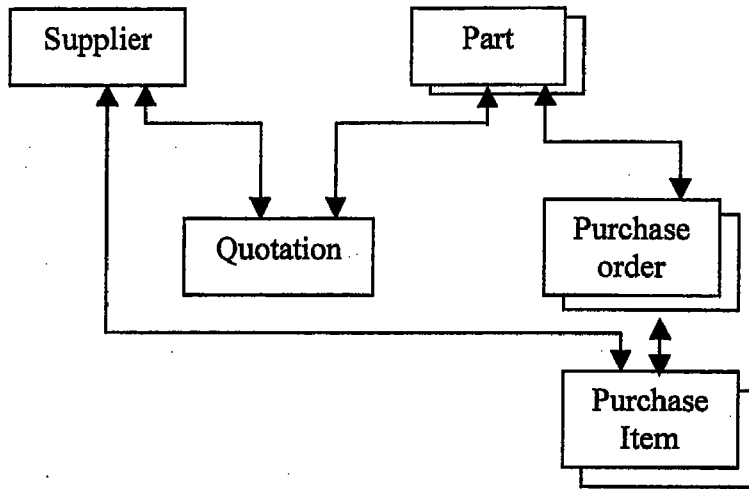 Supplier
Part
Quotation
Purchase
order
Purchase
Item